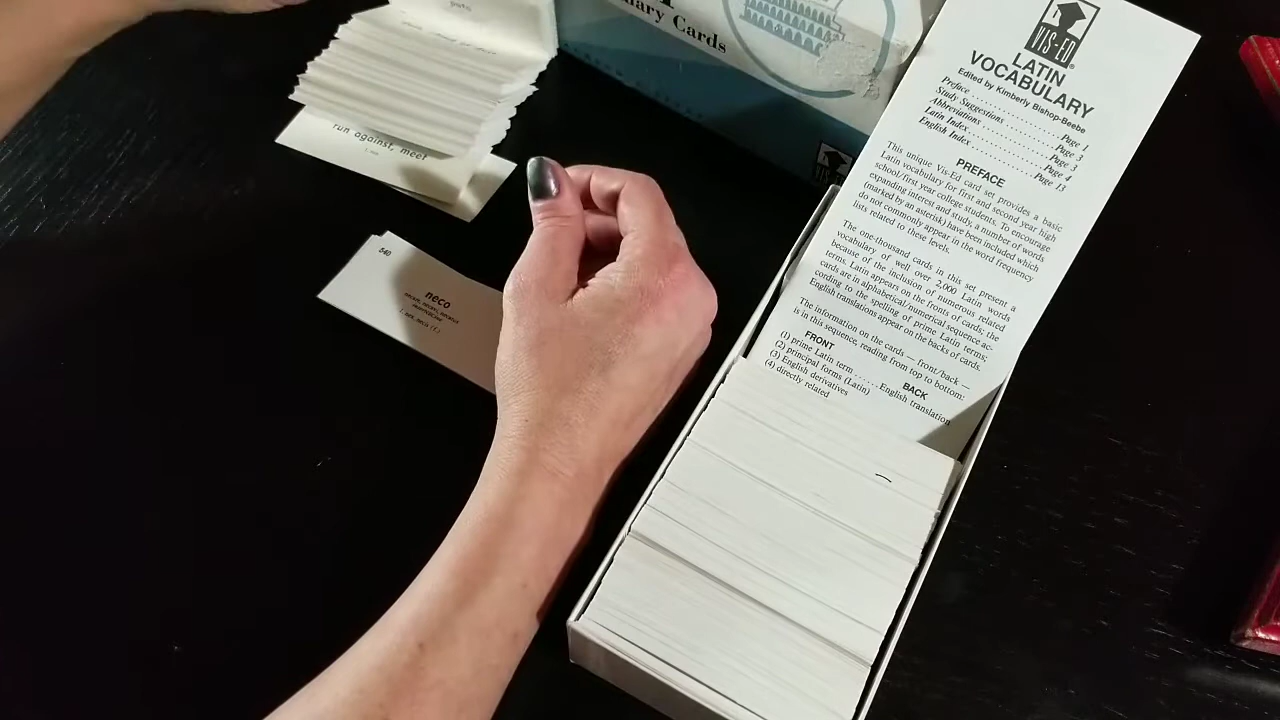 run against, meet
540
neco
ulary Cards
VIS-ED
LATIN
VOCABULARY
Edited by Kimberly Bishop-Beebe
Preface .......... Page 1
Study Suggestions .......... Page 3
Abbreviations .......... Page 3
Latin Index .......... Page 4
English Index .......... Page 13
PREFACE
This unique Vis-Ed card set provides a basic
Latin vocabulary for first and second year high
school/first year college students. To encourage
expanding interest and study, a number of words
(marked by an asterisk) have been included which
do not commonly appear in the word frequency
lists related to these levels.
The one-thousand cards in this set present a
vocabulary of well over 2,000 Latin words
because of the inclusion of numerous related
terms. Latin appears on the fronts of cards; the
cards are in alphabetical/numerical sequence ac-
cording to the spelling of prime Latin terms;
English translations appear on the backs of cards.
The information on the cards — front/back —
is in this sequence, reading from top to bottom:
FRONT BACK
(1) prime Latin term ...... English translation
(2) principal forms (Latin)
(3) English derivatives
(4) directly related